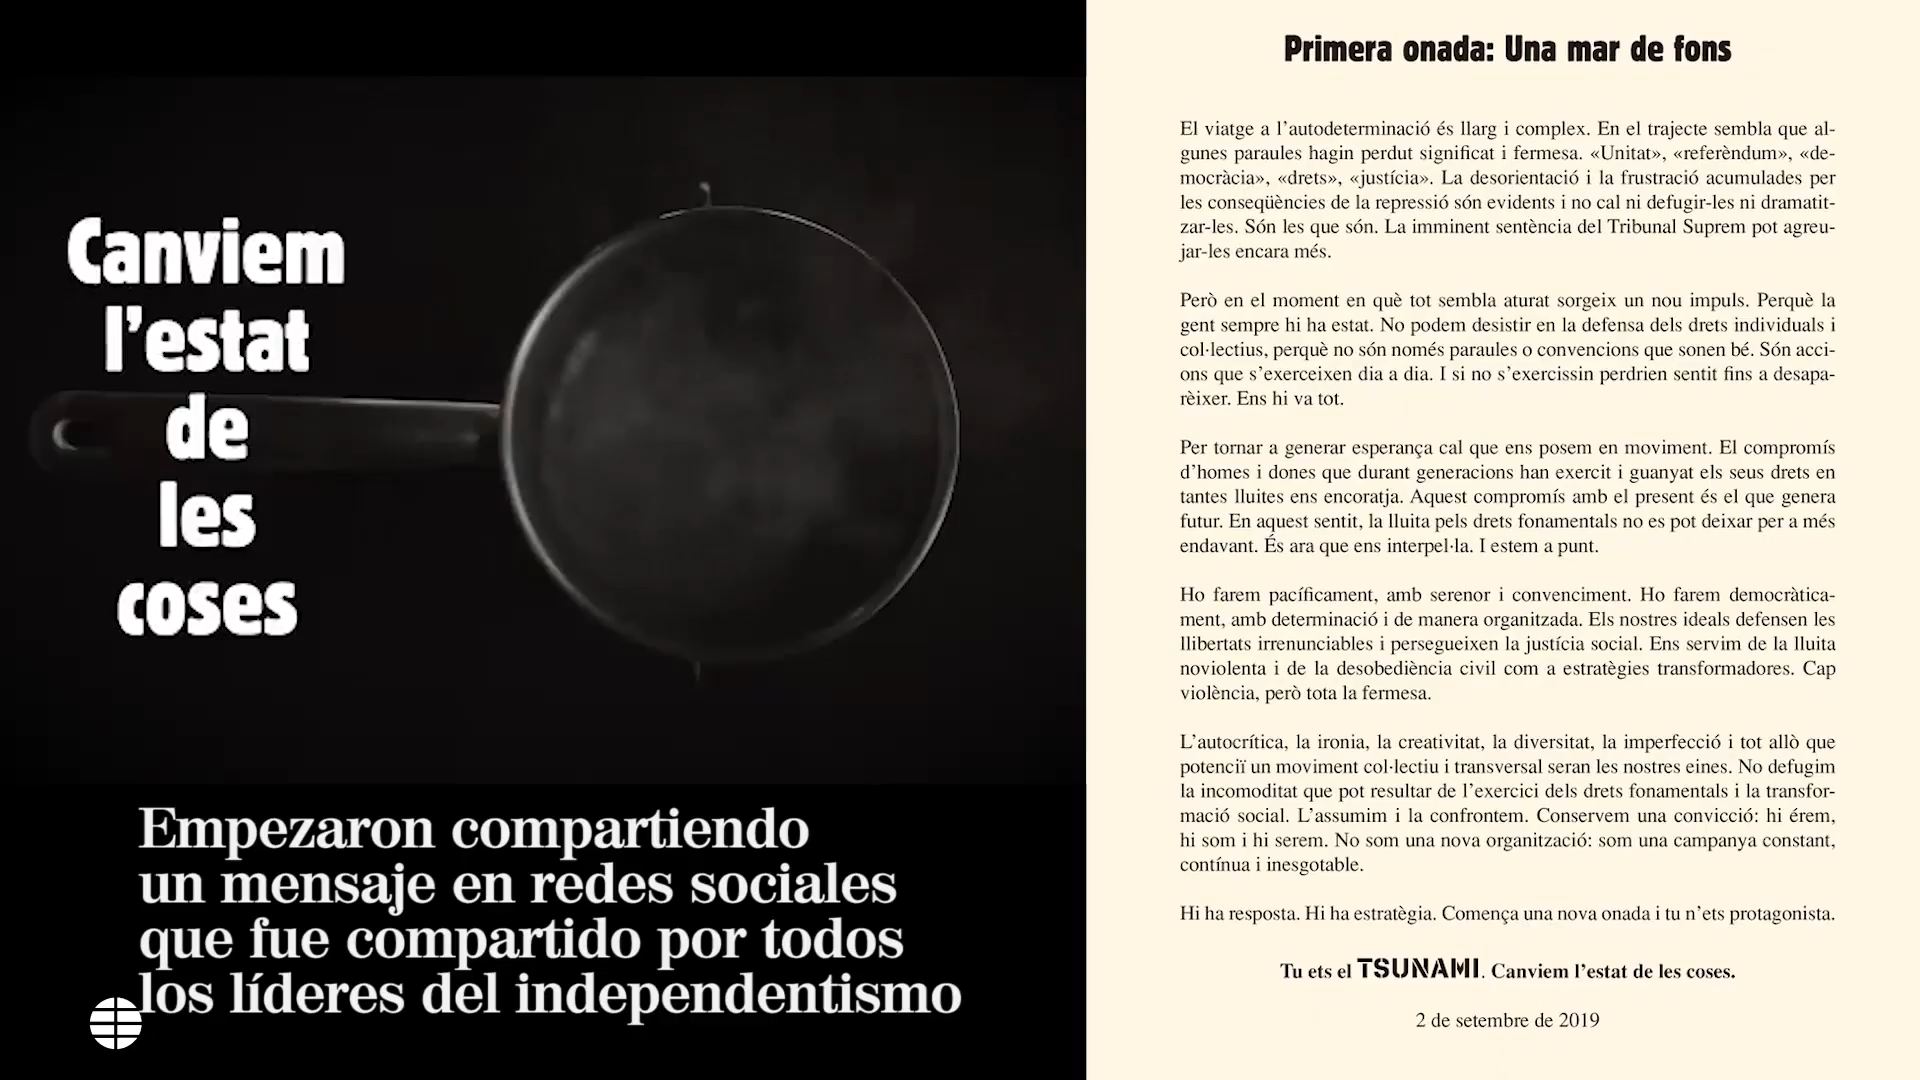 Canviem
l’estat
de
les
coses
Empezaron compartiendo
un mensaje en redes sociales
que fue compartido por todos
los líderes del independentismo
Primera onada: Una mar de fons
El viatge a l’autodeterminació és llarg i complex. En el trajecte sembla que al-
gunes paraules hagin perdut significat i fermesa. «Unitat», «referèndum», «de-
mocràcia», «drets», «justícia». La desorientació i la frustració acumulades per
les conseqüències de la repressió són evidents i no cal ni defugir-les ni dramatit-
zar-les. Són les que són. La imminent sentència del Tribunal Suprem pot agreu-
jar-les encara més.
Però en el moment en què tot sembla aturat sorgeix un nou impuls. Perquè la
gent sempre hi ha estat. No podem desistir en la defensa dels drets individuals i
col·lectius, perquè no són només paraules o convencions que sonen bé. Són acci-
ons que s’exerceixen dia a dia. I si no s’exercissin perdrien sentit fins a desapa-
rèixer. Ens hi va tot.
Per tornar a generar esperança cal que ens posem en moviment. El compromís
d’homes i dones que durant generacions han exercit i guanyat els seus drets en
tantes lluites ens encoratja. Aquest compromís amb el present és el que genera
futur. En aquest sentit, la lluita pels drets fonamentals no es pot deixar per a més
endavant. És ara que ens interpel·la. I estem a punt.
Ho farem pacíficament, amb serenor i convenciment. Ho farem democràtica-
ment, amb determinació i de manera organitzada. Els nostres ideals defensen les
llibertats irrenunciables i persegueixen la justícia social. Ens servim de la lluita
noviolenta i de la desobediència civil com a estratègies transformadores. Cap
violència, però tota la fermesa.
L’autocrítica, la ironia, la creativitat, la diversitat, la imperfecció i tot allò que
potenciï un moviment col·lectiu i transversal seran les nostres eines. No defugim
la incomoditat que pot resultar de l’exercici dels drets fonamentals i la transfor-
mació social. L’assumim i la confrontem. Conservem una convicció: hi érem,
hi som i hi serem. No som una nova organització: som una campanya constant,
contínua i inesgotable.
Hi ha resposta. Hi ha estratègia. Comença una nova onada i tu n’ets protagonista.
Tu ets el TSUNAMI. Canviem l’estat de les coses.
2 de setembre de 2019